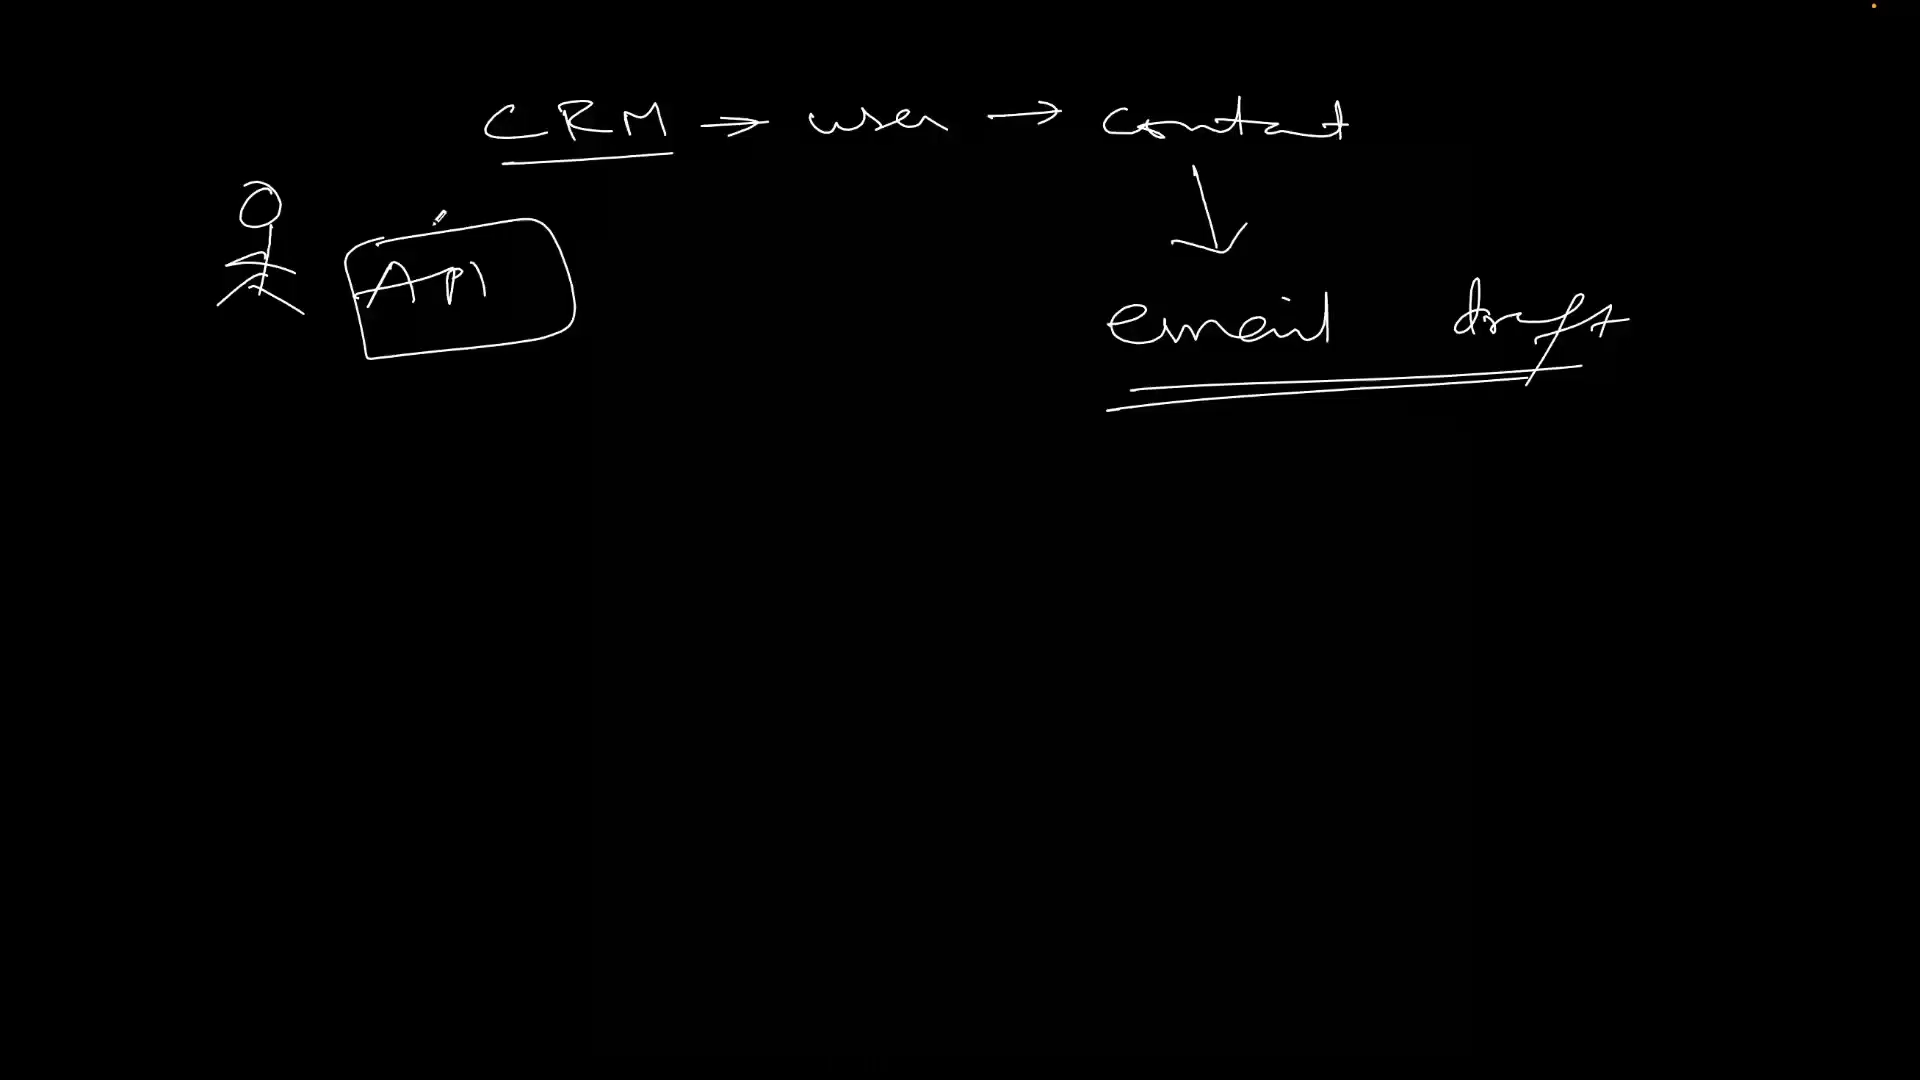 CRM → user → contact
API
email draft